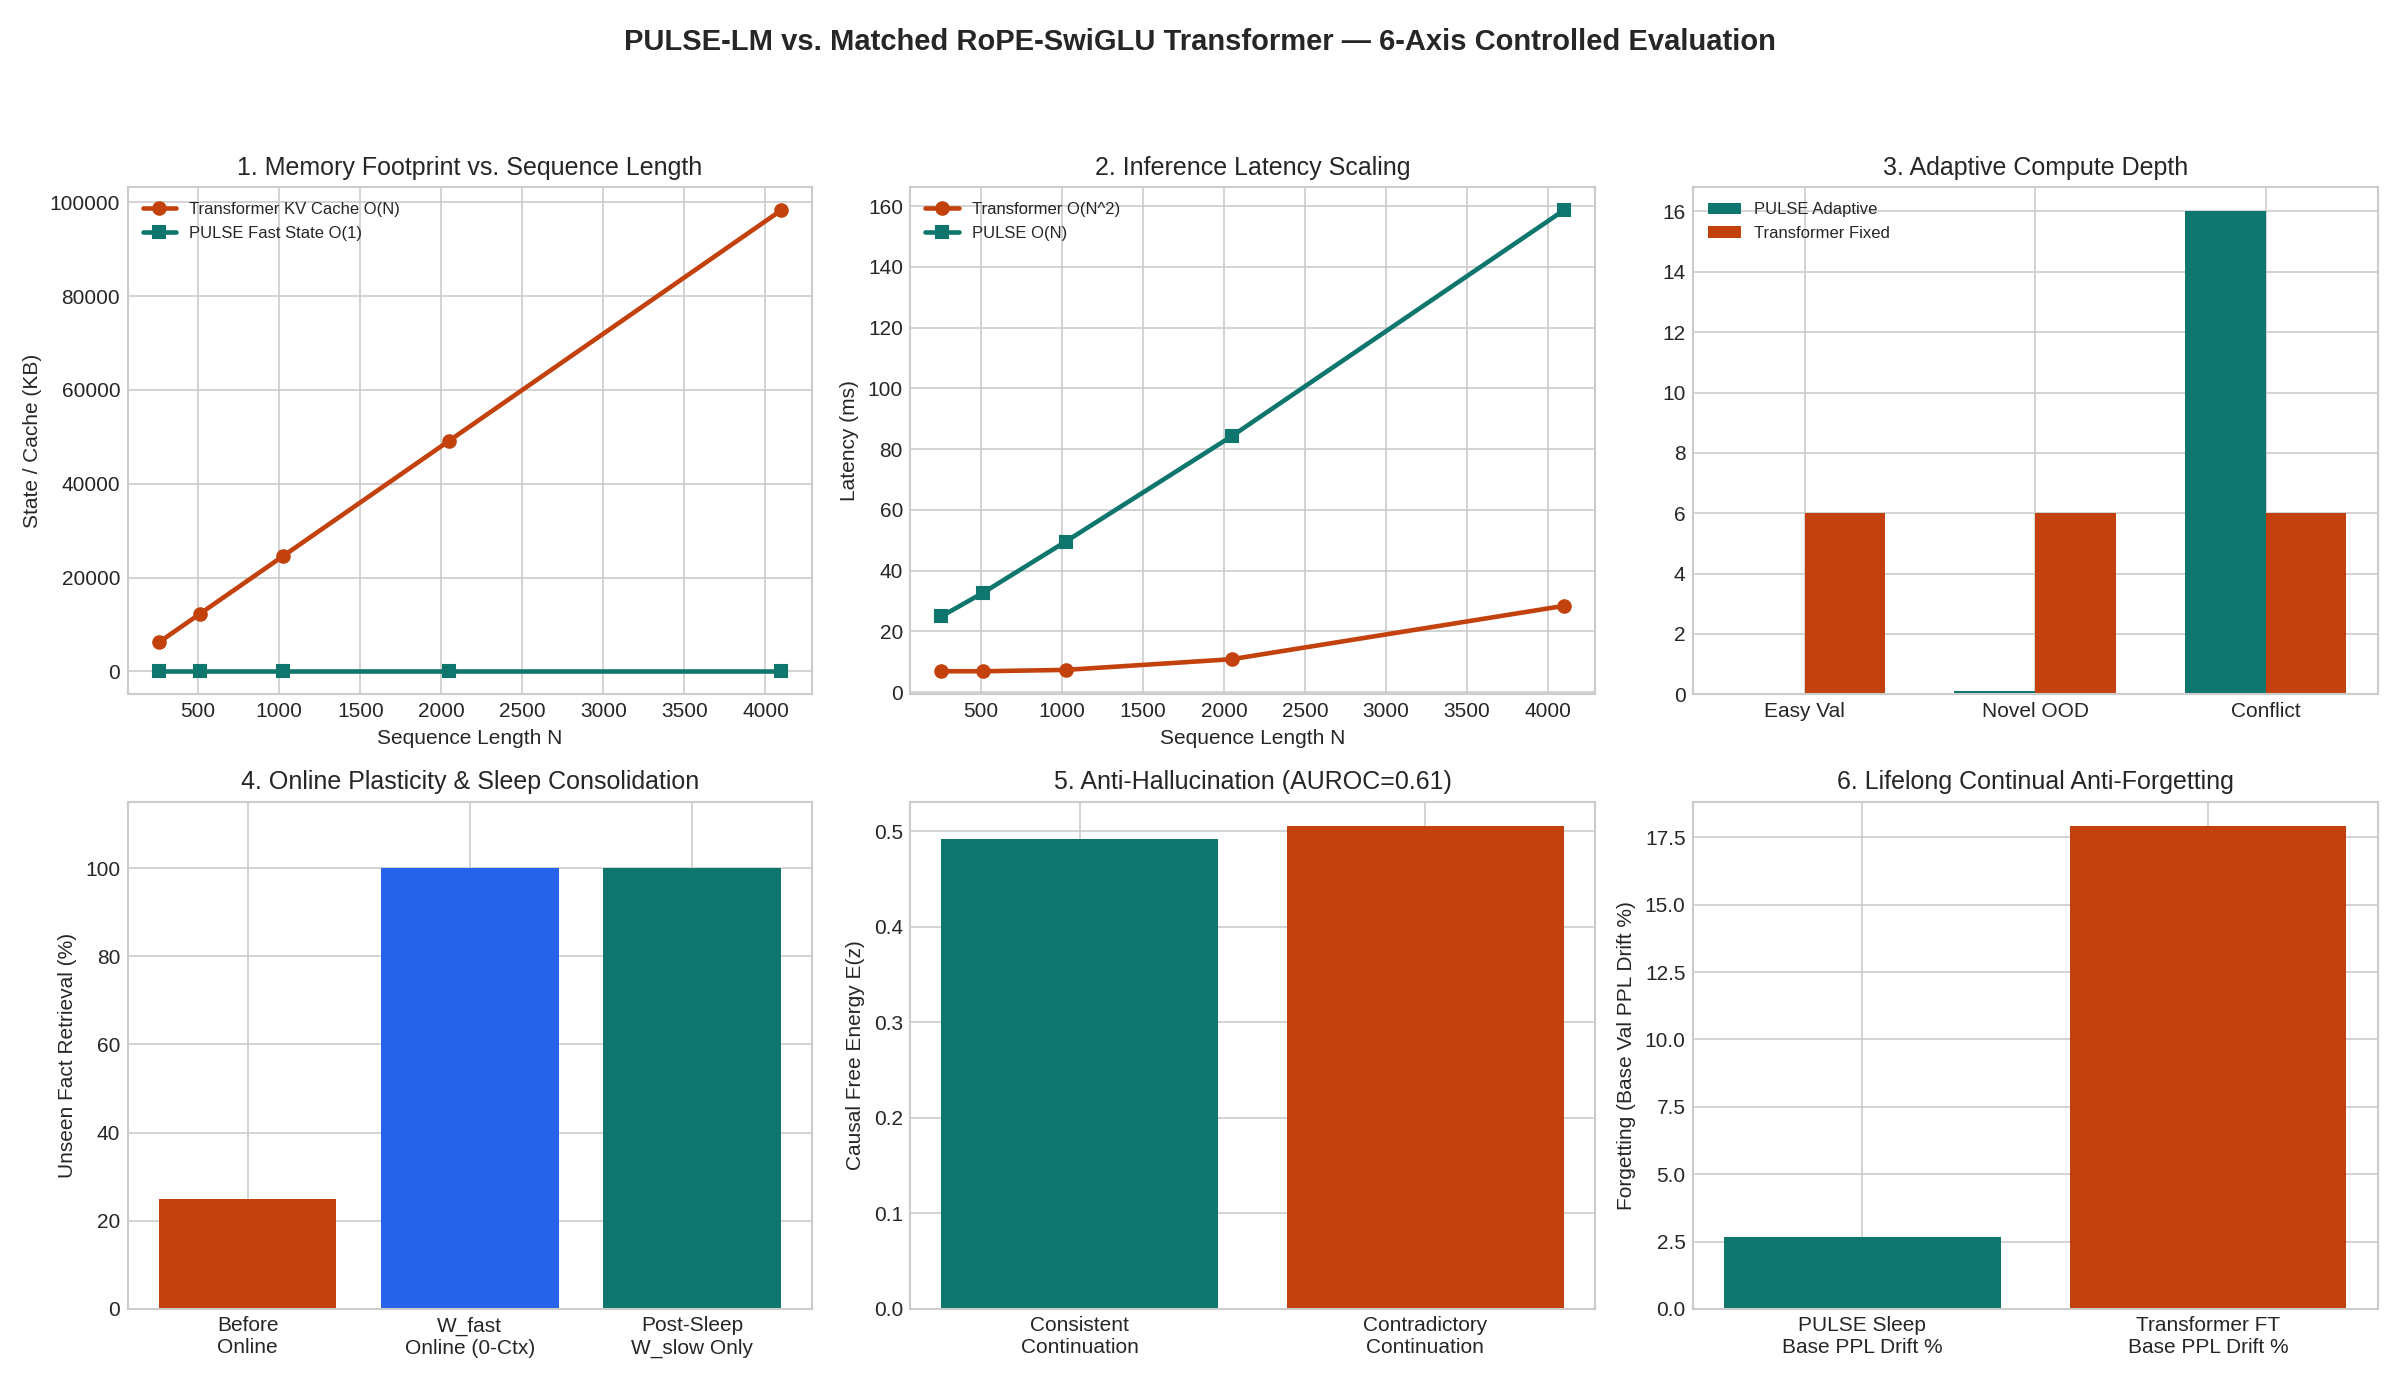 PULSE-LM vs. Matched RoPE-SwiGLU Transformer — 6-Axis Controlled Evaluation
1. Memory Footprint vs. Sequence Length
Transformer KV Cache O(N)
PULSE Fast State O(1)
State / Cache (KB)
100000
80000
60000
40000
20000
0
500 1000 1500 2000 2500 3000 3500 4000
Sequence Length N
2. Inference Latency Scaling
Transformer O(N^2)
PULSE O(N)
Latency (ms)
160
140
120
100
80
60
40
20
0
500 1000 1500 2000 2500 3000 3500 4000
Sequence Length N
3. Adaptive Compute Depth
PULSE Adaptive
Transformer Fixed
16
14
12
10
8
6
4
2
0
Easy Val Novel OOD Conflict
4. Online Plasticity & Sleep Consolidation
Unseen Fact Retrieval (%)
100
80
60
40
20
0
Before
Online
W_fast
Online (0-Ctx)
Post-Sleep
W_slow Only
5. Anti-Hallucination (AUROC=0.61)
Causal Free Energy E(z)
0.5
0.4
0.3
0.2
0.1
0.0
Consistent
Continuation
Contradictory
Continuation
6. Lifelong Continual Anti-Forgetting
Forgetting (Base Val PPL Drift %)
17.5
15.0
12.5
10.0
7.5
5.0
2.5
0.0
PULSE Sleep
Base PPL Drift %
Transformer FT
Base PPL Drift %